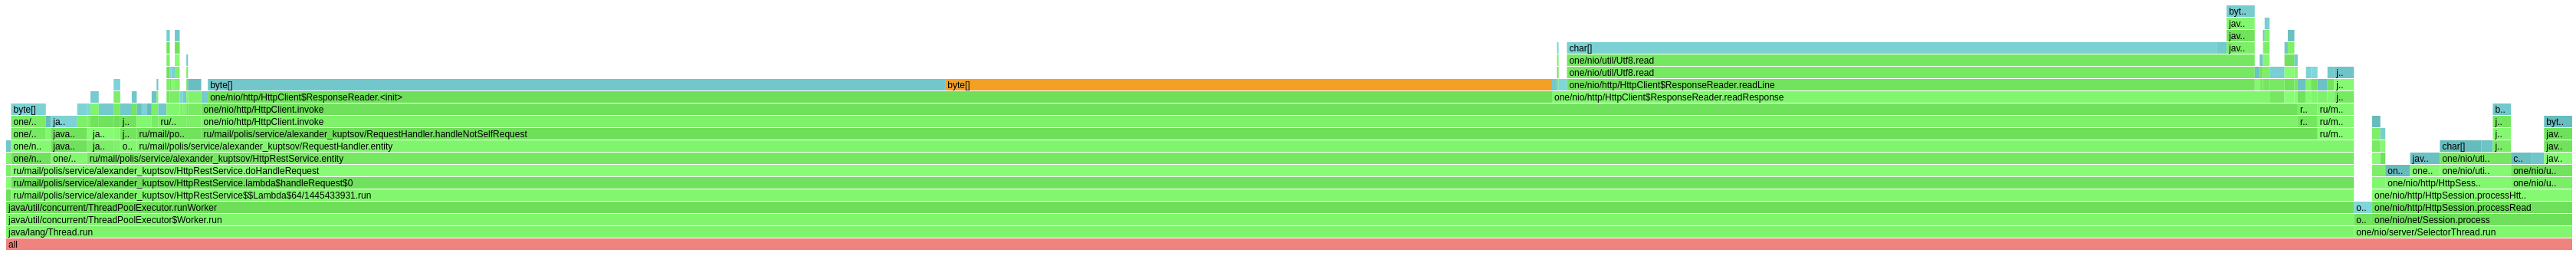 byt..
jav..
jav..
char[] jav..
one/nio/util/Utf8.read
one/nio/util/Utf8.read j..
byte[] byte[] one/nio/http/HttpClient$ResponseReader.readLine j..
one/nio/http/HttpClient$ResponseReader.<init> one/nio/http/HttpClient$ResponseReader.readResponse j..
byte[] one/nio/http/HttpClient.invoke r.. ru/m.. b..
one/.. ja.. j.. ru/.. one/nio/http/HttpClient.invoke r.. ru/m.. j.. byt..
one/.. java.. ja.. j.. ru/mail/po.. ru/mail/polis/service/alexander_kuptsov/RequestHandler.handleNotSelfRequest ru/m.. j.. jav..
one/n.. java.. ja.. o.. ru/mail/polis/service/alexander_kuptsov/RequestHandler.entity char[] j.. jav..
one/n.. one/.. ru/mail/polis/service/alexander_kuptsov/HttpRestService.entity jav.. one/nio/uti.. c.. jav..
ru/mail/polis/service/alexander_kuptsov/HttpRestService.doHandleRequest on.. one.. one/nio/uti.. one/nio/u..
ru/mail/polis/service/alexander_kuptsov/HttpRestService.lambda$handleRequest$0 one/nio/http/HttpSess.. one/nio/u..
ru/mail/polis/service/alexander_kuptsov/HttpRestService$$Lambda$64/1445433931.run one/nio/http/HttpSession.processHtt..
java/util/concurrent/ThreadPoolExecutor.runWorker o.. one/nio/http/HttpSession.processRead
java/util/concurrent/ThreadPoolExecutor$Worker.run o.. one/nio/net/Session.process
java/lang/Thread.run one/nio/server/SelectorThread.run
all